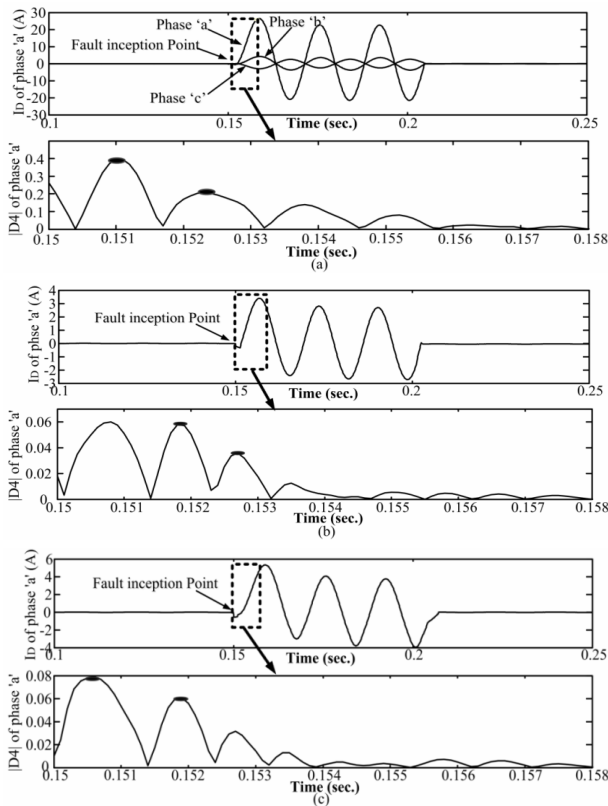 30
20
10
0
-10
-20
-30
ID of phase 'a' (A)
Phase 'a'
Phase 'b'
Fault inception Point
Phase 'c'
0.1 0.15 0.2 0.25
Time (sec.)
|D4| of phase 'a'
0.4
0.3
0.2
0.1
0
0.15 0.151 0.152 0.153 0.154 0.155 0.156 0.157 0.158
Time (sec.)
(a)
ID of phse 'a' (A)
4
3
2
1
0
-1
-2
-3
Fault inception Point
0.1 0.15 0.2 0.25
Time (sec.)
|D4| of phase 'a'
0.06
0.04
0.02
0
0.15 0.151 0.152 0.153 0.154 0.155 0.156 0.157 0.158
Time (sec.)
(b)
ID of phase 'a' (A)
6
4
2
0
-2
-4
Fault inception Point
0.1 0.15 0.2 0.25
Time (sec.)
|D4| of phase 'a'
0.08
0.06
0.04
0.02
0
0.15 0.151 0.152 0.153 0.154 0.155 0.156 0.157 0.158
Time (sec.)
(c)